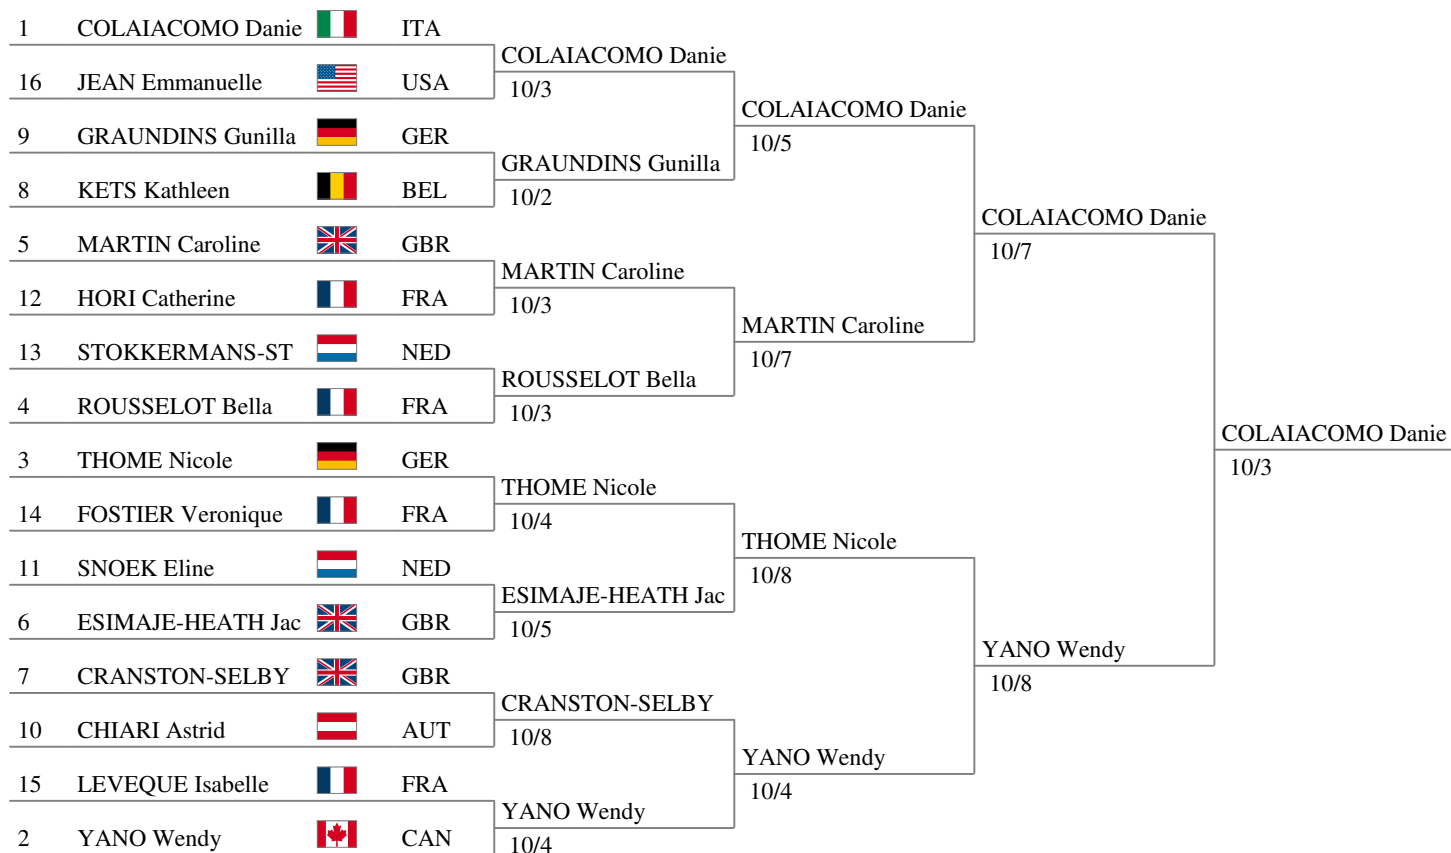 1 COLAIACOMO Danie ITA
16 JEAN Emmanuelle USA
9 GRAUNDINS Gunilla GER
8 KETS Kathleen BEL
5 MARTIN Caroline GBR
12 HORI Catherine FRA
13 STOKKERMANS-ST NED
4 ROUSSELOT Bella FRA
3 THOME Nicole GER
14 FOSTIER Veronique FRA
11 SNOEK Eline NED
6 ESIMAJE-HEATH Jac GBR
7 CRANSTON-SELBY GBR
10 CHIARI Astrid AUT
15 LEVEQUE Isabelle FRA
2 YANO Wendy CAN
COLAIACOMO Danie
10/3
GRAUNDINS Gunilla
10/2
MARTIN Caroline
10/3
ROUSSELOT Bella
10/3
THOME Nicole
10/4
ESIMAJE-HEATH Jac
10/5
CRANSTON-SELBY
10/8
YANO Wendy
10/4
COLAIACOMO Danie
10/5
MARTIN Caroline
10/7
THOME Nicole
10/8
YANO Wendy
10/4
COLAIACOMO Danie
10/7
YANO Wendy
10/8
COLAIACOMO Danie
10/3